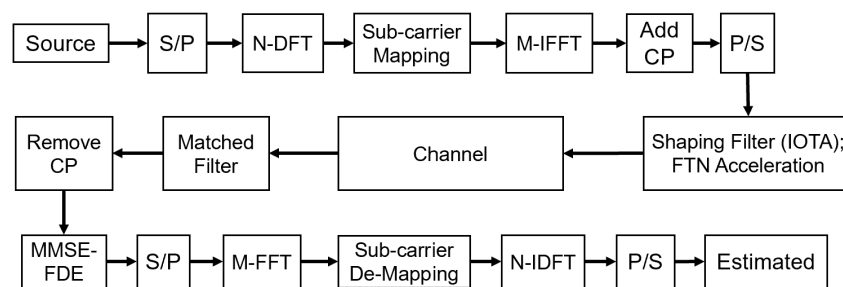 Source
S/P
N-DFT
Sub-carrier
Mapping
M-IFFT
Add
CP
P/S
Shaping Filter (IOTA);
FTN Acceleration
Channel
Matched
Filter
Remove
CP
MMSE-
FDE
S/P
M-FFT
Sub-carrier
De-Mapping
N-IDFT
P/S
Estimated